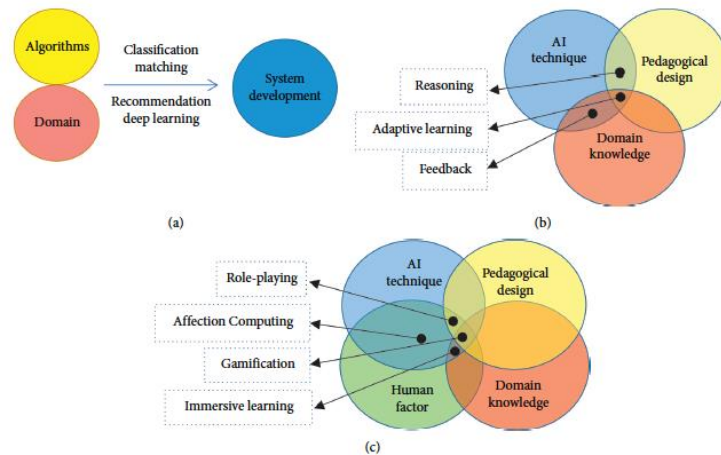 Algorithms
Domain
Classification
matching
Recommendation
deep learning
System
development
(a)
AI
technique
Pedagogical
design
Domain
knowledge
Reasoning
Adaptive learning
Feedback
(b)
AI
technique
Pedagogical
design
Human
factor
Domain
knowledge
Role-playing
Affection Computing
Gamification
Immersive learning
(c)